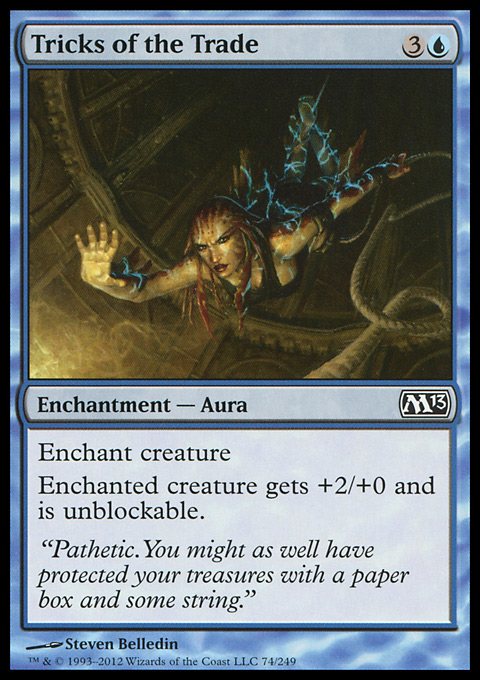 Tricks of the Trade 3
Enchantment — Aura M13
Enchant creature
Enchanted creature gets +2/+0 and
is unblockable.
“Pathetic. You might as well have
protected your treasures with a paper
box and some string.”
Steven Belledin
™ & © 1993–2012 Wizards of the Coast LLC 74/249